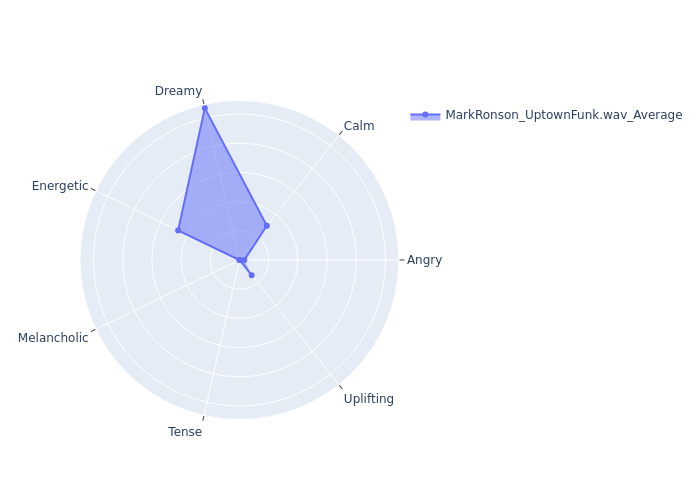 Dreamy
MarkRonson_UptownFunk.wav_Average
Calm
Energetic
Angry
Melancholic
Uplifting
Tense